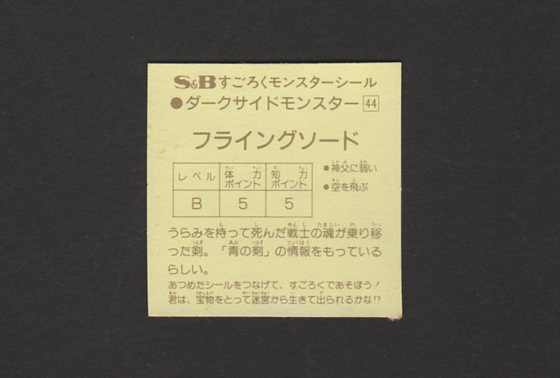 S&Bすごろくモンスターシール
●ダークサイドモンスター 44
フライングソード
レベル 体力ポイント 知力ポイント
B 5 5
●神父に弱い
●空を飛ぶ
うらみを持って死んだ戦士の魂が乗り移
った剣。「青の剣」の情報をもっている
らしい。
あつめたシールをつなげて、すごろくであそぼう!
君は、宝物をとって迷宮から生きて出られるかな!?